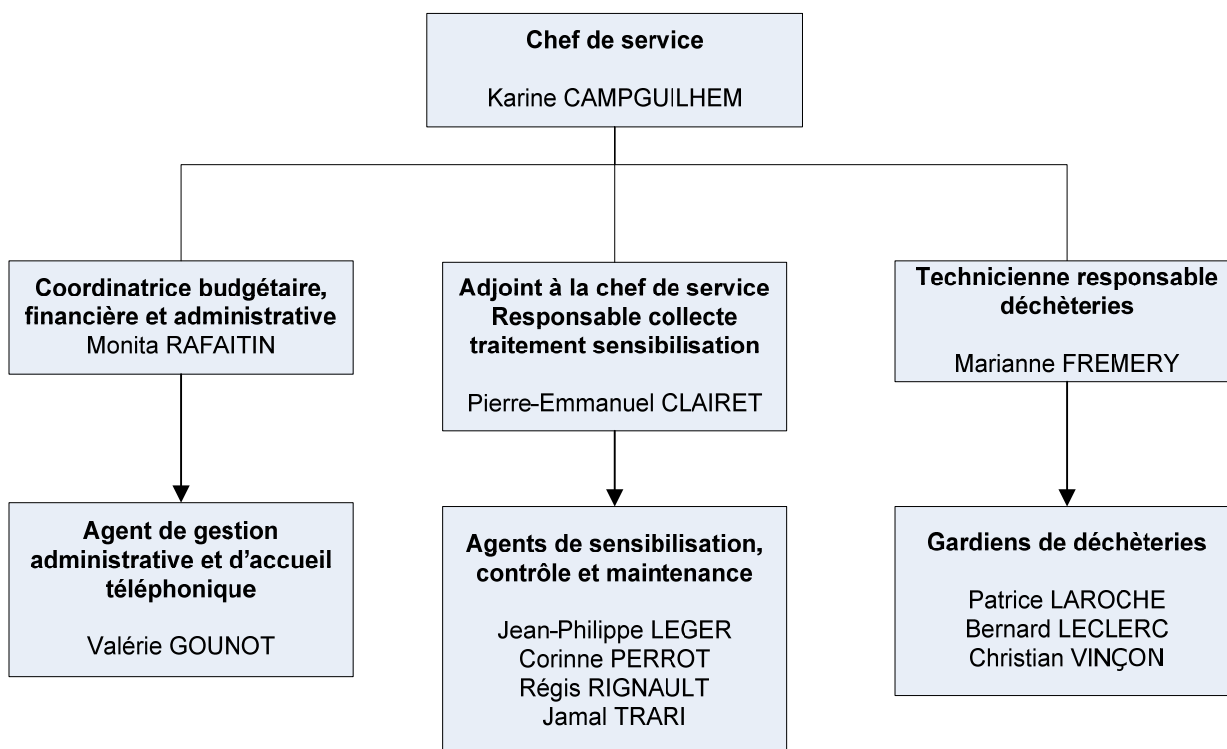 Chef de service
Karine CAMPGUILHEM
Coordinatrice budgétaire,
financière et administrative
Monita RAFAITIN
Adjoint à la chef de service
Responsable collecte
traitement sensibilisation
Pierre-Emmanuel CLAIRET
Technicienne responsable
déchèteries
Marianne FREMERY
Agent de gestion
administrative et d’accueil
téléphonique
Valérie GOUNOT
Agents de sensibilisation,
contrôle et maintenance
Jean-Philippe LEGER
Corinne PERROT
Régis RIGNAULT
Jamal TRARI
Gardiens de déchèteries
Patrice LAROCHE
Bernard LECLERC
Christian VINÇON